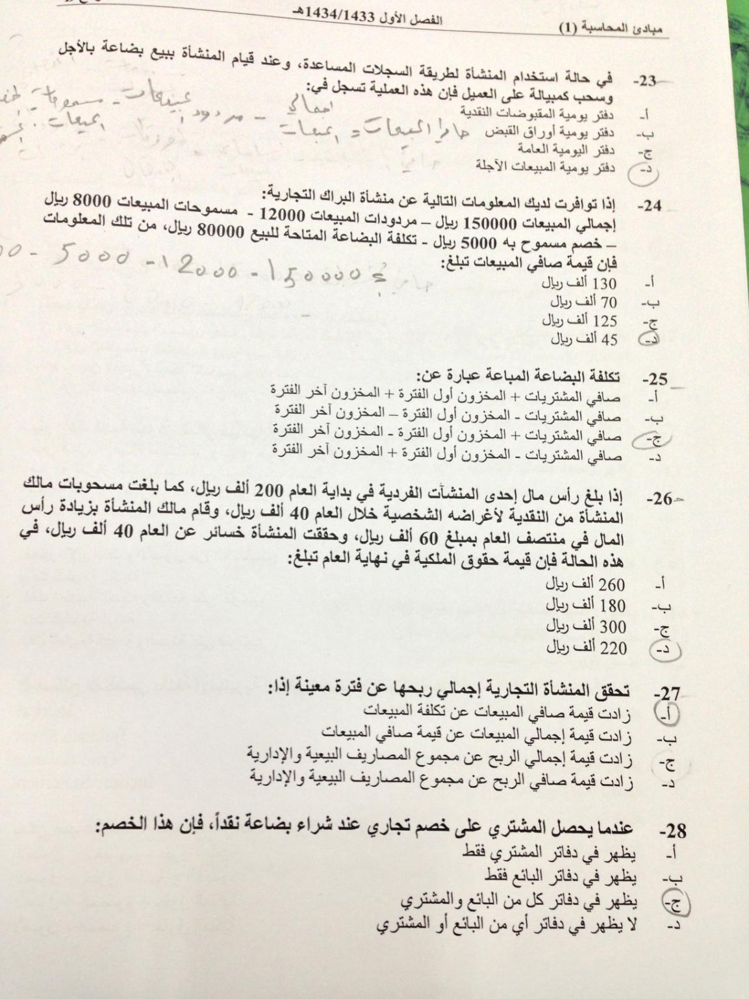 مبادئ المحاسبة (1)
الفصل الأول 1434/1433هـ
23- في حالة استخدام المنشأة لطريقة السجلات المساعدة، وعند قيام المنشأة ببيع بضاعة بالأجل
وسحب كمبيالة على العميل فإن هذه العملية تسجل في:
أ- دفتر يومية المقبوضات النقدية
ب- دفتر يومية أوراق القبض
ج- دفتر اليومية العامة
د- دفتر يومية المبيعات الآجلة
صافي المبيعات = اجمالي المبيعات - مردودات المبيعات - مسموحات المبيعات
24- إذا توافرت لديك المعلومات التالية عن منشأة البراك التجارية:
إجمالي المبيعات 150000 ريال – مردودات المبيعات 12000 - مسموحات المبيعات 8000 ريال
– خصم مسموح به 5000 ريال - تكلفة البضاعة المتاحة للبيع 80000 ريال، من تلك المعلومات
فإن قيمة صافي المبيعات تبلغ:
150000 - 12000 - 5000 -
أ- 130 ألف ريال
ب- 70 ألف ريال
ج- 125 ألف ريال
د- 45 ألف ريال
25- تكلفة البضاعة المباعة عبارة عن:
أ- صافي المشتريات + المخزون أول الفترة + المخزون آخر الفترة
ب- صافي المشتريات - المخزون أول الفترة – المخزون آخر الفترة
ج- صافي المشتريات + المخزون أول الفترة - المخزون آخر الفترة
د- صافي المشتريات - المخزون أول الفترة + المخزون آخر الفترة
26- إذا بلغ رأس مال إحدى المنشآت الفردية في بداية العام 200 ألف ريال، كما بلغت مسحوبات مالك
المنشأة من النقدية لأغراضه الشخصية خلال العام 40 ألف ريال، وقام مالك المنشأة بزيادة رأس
المال في منتصف العام بمبلغ 60 ألف ريال، وحققت المنشأة خسائر عن العام 40 ألف ريال، في
هذه الحالة فإن قيمة حقوق الملكية في نهاية العام تبلغ:
أ- 260 ألف ريال
ب- 180 ألف ريال
ج- 300 ألف ريال
د- 220 ألف ريال
27- تحقق المنشأة التجارية إجمالي ربحها عن فترة معينة إذا:
أ- زادت قيمة صافي المبيعات عن تكلفة المبيعات
ب- زادت قيمة إجمالي المبيعات عن قيمة صافي المبيعات
ج- زادت قيمة إجمالي الربح عن مجموع المصاريف البيعية والإدارية
د- زادت قيمة صافي الربح عن مجموع المصاريف البيعية والإدارية
28- عندما يحصل المشتري على خصم تجاري عند شراء بضاعة نقداً، فإن هذا الخصم:
أ- يظهر في دفاتر المشتري فقط
ب- يظهر في دفاتر البائع فقط
ج- يظهر في دفاتر كل من البائع والمشتري
د- لا يظهر في دفاتر أي من البائع أو المشتري